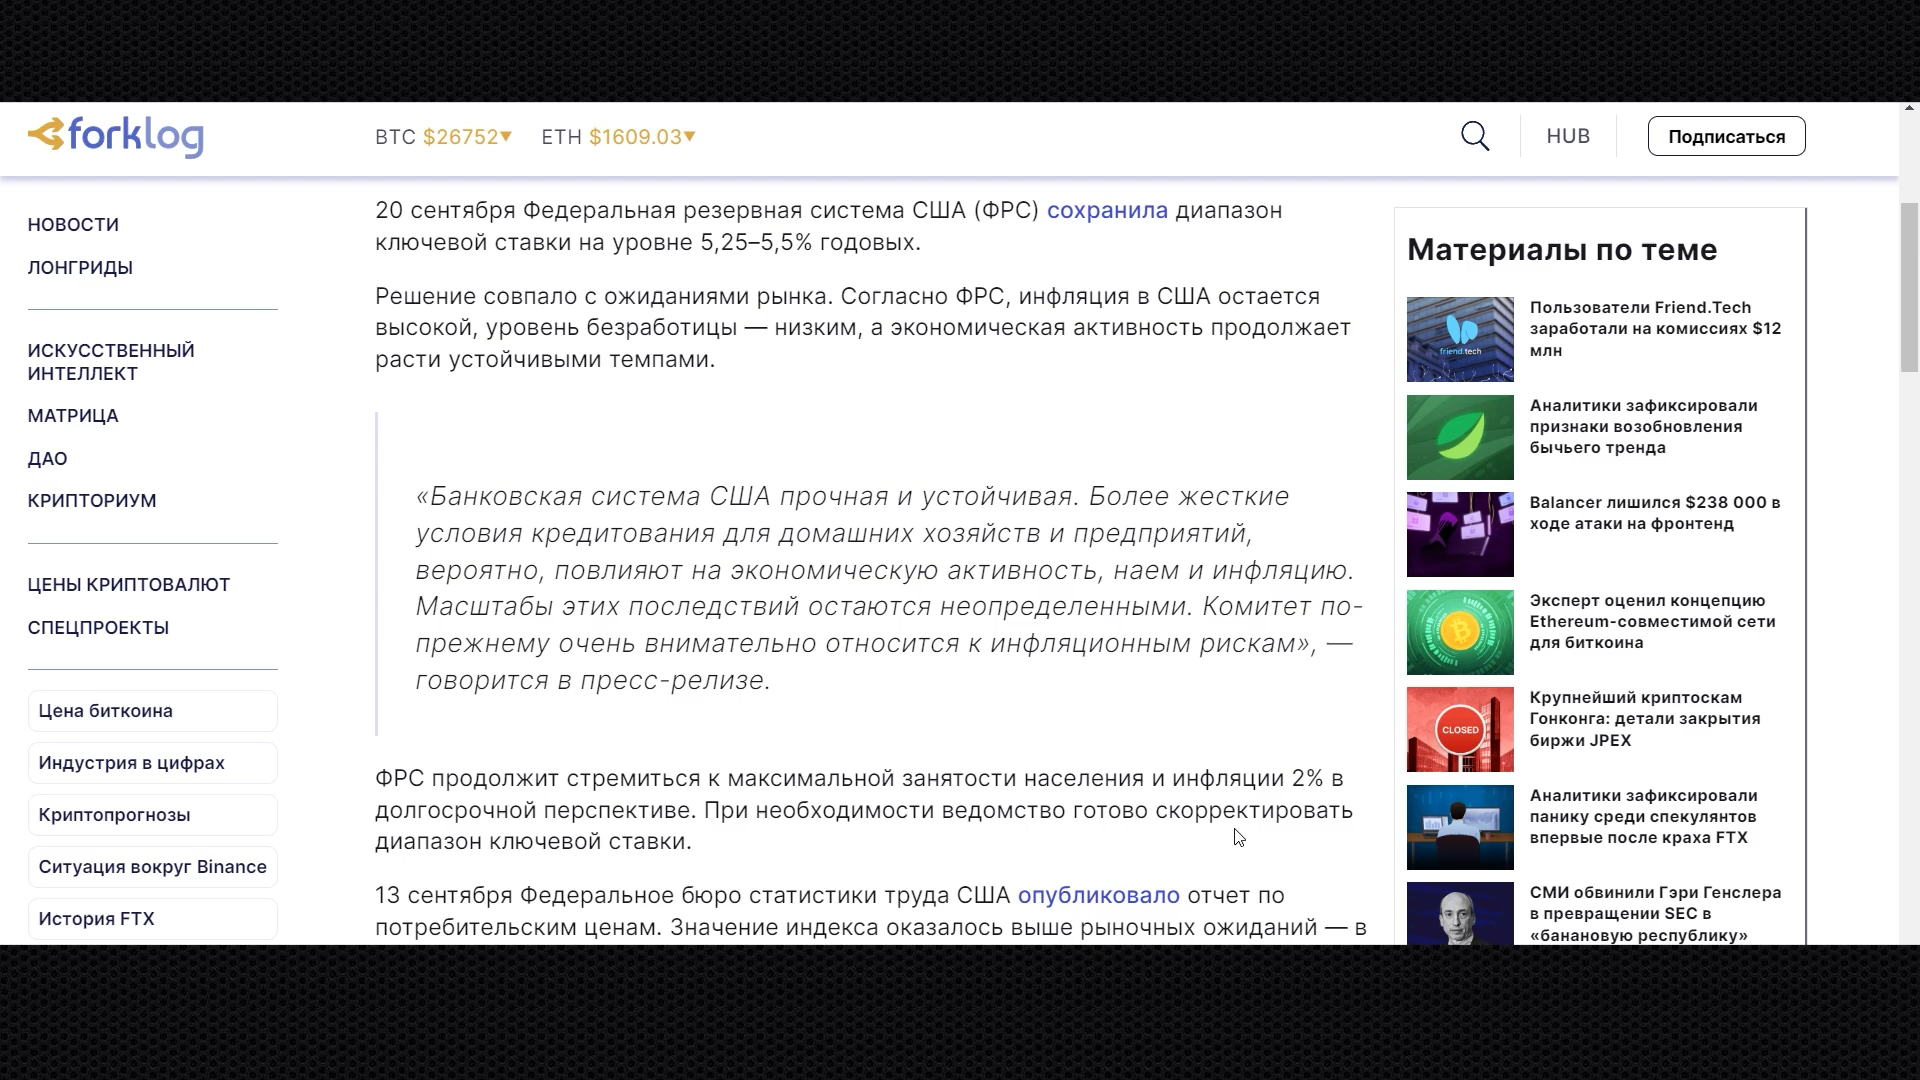 forklog
BTC $26752▼ ETH $1609.03▼
HUB
Подписаться
НОВОСТИ
ЛОНГРИДЫ
ИСКУССТВЕННЫЙ
ИНТЕЛЛЕКТ
МАТРИЦА
ДАО
КРИПТОРИУМ
ЦЕНЫ КРИПТОВАЛЮТ
СПЕЦПРОЕКТЫ
Цена биткоина
Индустрия в цифрах
Криптопрогнозы
Ситуация вокруг Binance
История FTX
20 сентября Федеральная резервная система США (ФРС) сохранила диапазон
ключевой ставки на уровне 5,25–5,5% годовых.
Решение совпало с ожиданиями рынка. Согласно ФРС, инфляция в США остается
высокой, уровень безработицы — низким, а экономическая активность продолжает
расти устойчивыми темпами.
«Банковская система США прочная и устойчивая. Более жесткие
условия кредитования для домашних хозяйств и предприятий,
вероятно, повлияют на экономическую активность, наем и инфляцию.
Масштабы этих последствий остаются неопределенными. Комитет по-
прежнему очень внимательно относится к инфляционным рискам», —
говорится в пресс-релизе.
ФРС продолжит стремиться к максимальной занятости населения и инфляции 2% в
долгосрочной перспективе. При необходимости ведомство готово скорректировать
диапазон ключевой ставки.
13 сентября Федеральное бюро статистики труда США опубликовало отчет по
потребительским ценам. Значение индекса оказалось выше рыночных ожиданий — в
Материалы по теме
friend.tech
Пользователи Friend.Tech
заработали на комиссиях $12
млн
Аналитики зафиксировали
признаки возобновления
бычьего тренда
Balancer лишился $238 000 в
ходе атаки на фронтенд
Эксперт оценил концепцию
Ethereum-совместимой сети
для биткоина
CLOSED
Крупнейший криптоскам
Гонконга: детали закрытия
биржи JPEX
Аналитики зафиксировали
панику среди спекулянтов
впервые после краха FTX
СМИ обвинили Гэри Генслера
в превращении SEC в
«банановую республику»